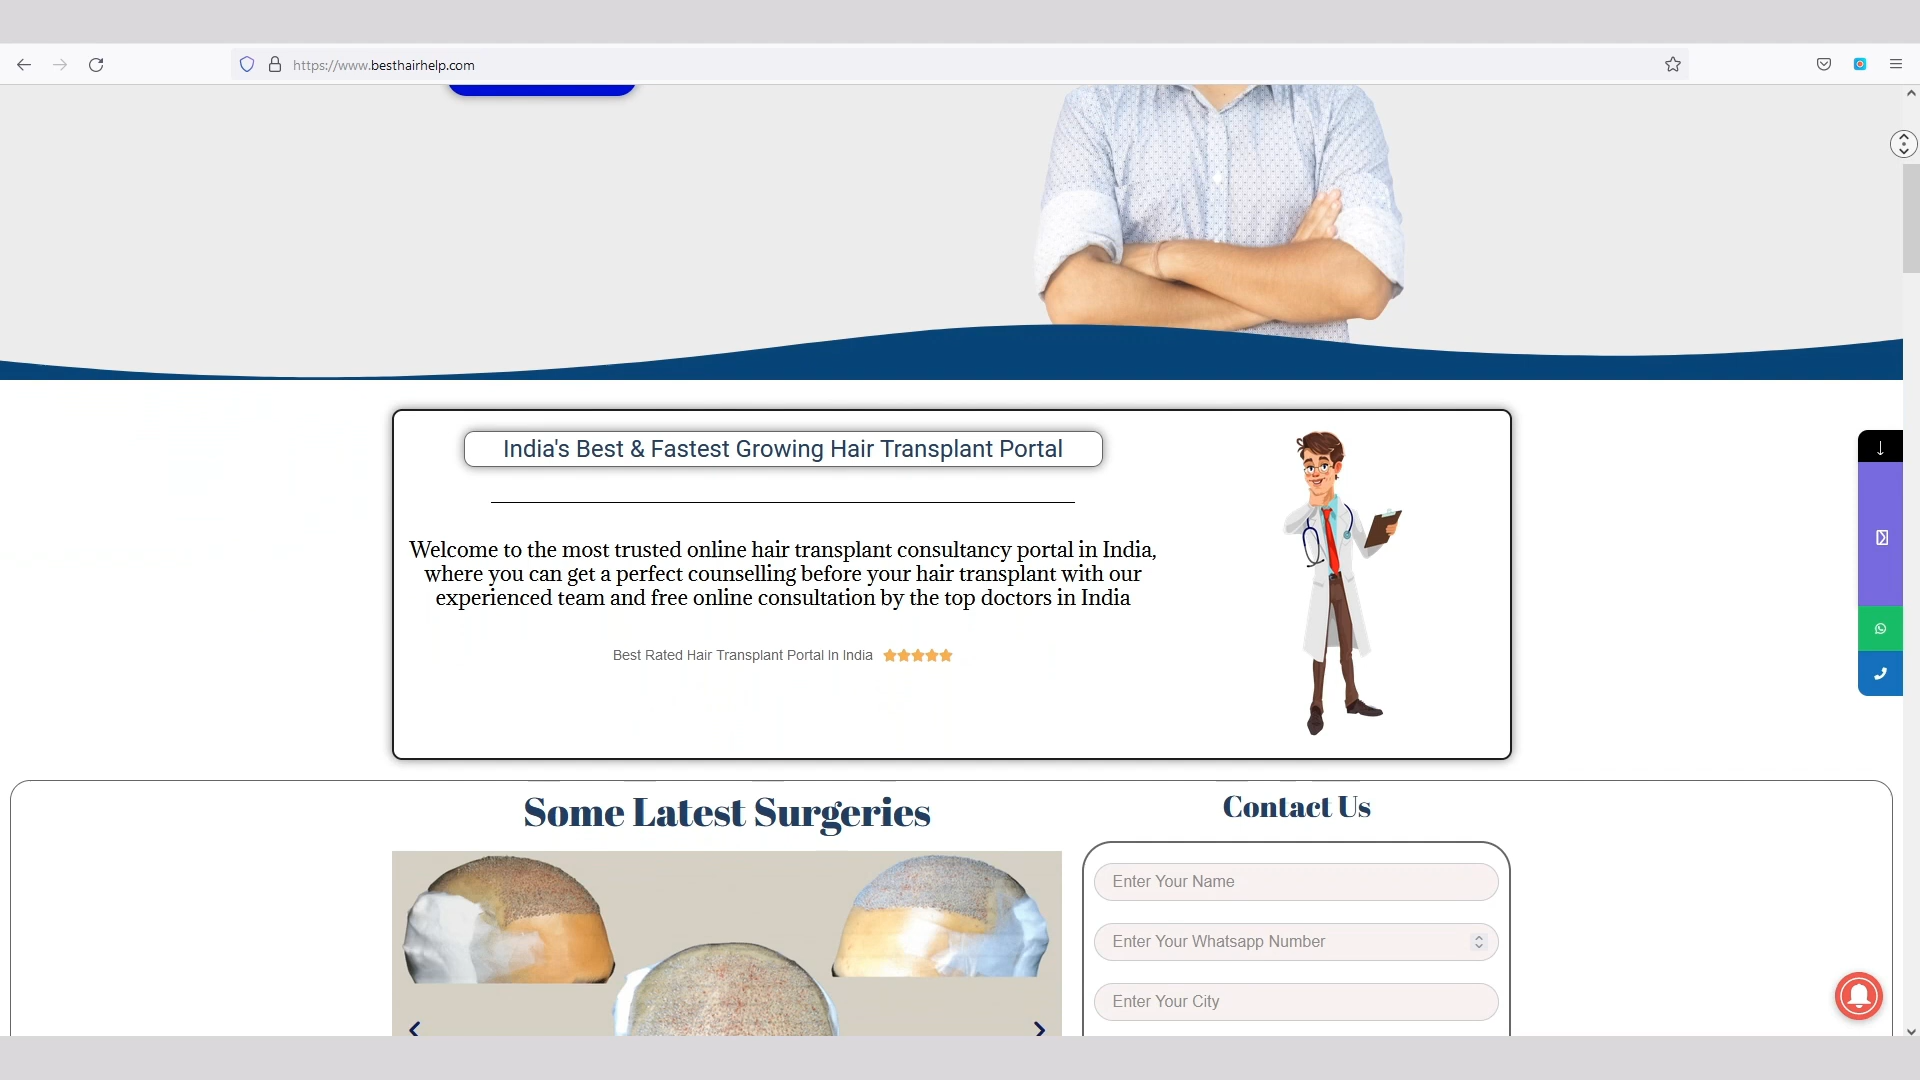 https://www.besthairhelp.com
India's Best & Fastest Growing Hair Transplant Portal
Welcome to the most trusted online hair transplant consultancy portal in India,
where you can get a perfect counselling before your hair transplant with our
experienced team and free online consultation by the top doctors in India
Best Rated Hair Transplant Portal In India
Some Latest Surgeries
Contact Us
Enter Your Name
Enter Your Whatsapp Number
Enter Your City